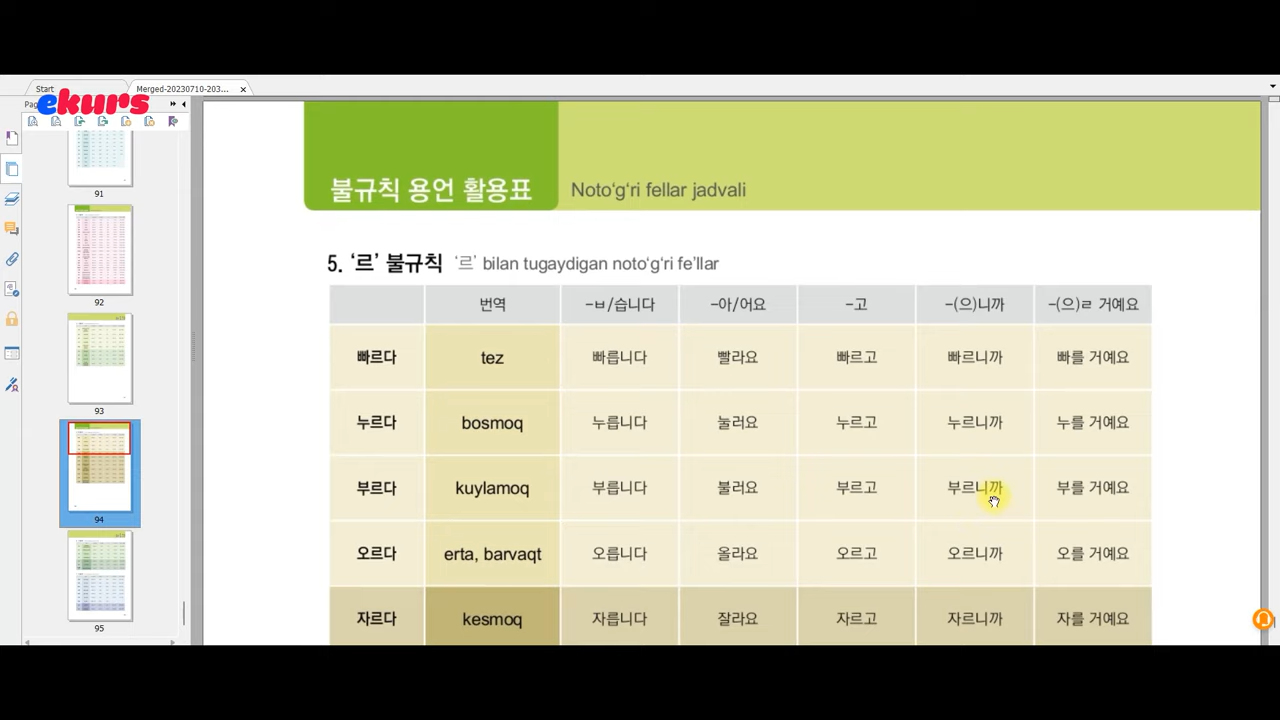 Start
Merged-20230710-203...
ekurs
91
92
93
94
95
불규칙 용언 활용표 Noto‘g‘ri fellar jadvali
5. ‘르’ 불규칙 ‘르’ bilan tugaydigan noto‘g‘ri fe’llar
번역 –ㅂ/습니다 –아/어요 –고 –(으)니까 –(으)ㄹ 거예요
빠르다 tez 빠릅니다 빨라요 빠르고 빠르니까 빠를 거예요
누르다 bosmoq 누릅니다 눌러요 누르고 누르니까 누를 거예요
부르다 kuylamoq 부릅니다 불러요 부르고 부르니까 부를 거예요
오르다 erta, barvaqt 오릅니다 올라요 오르고 오르니까 오를 거예요
자르다 kesmoq 자릅니다 잘라요 자르고 자르니까 자를 거예요